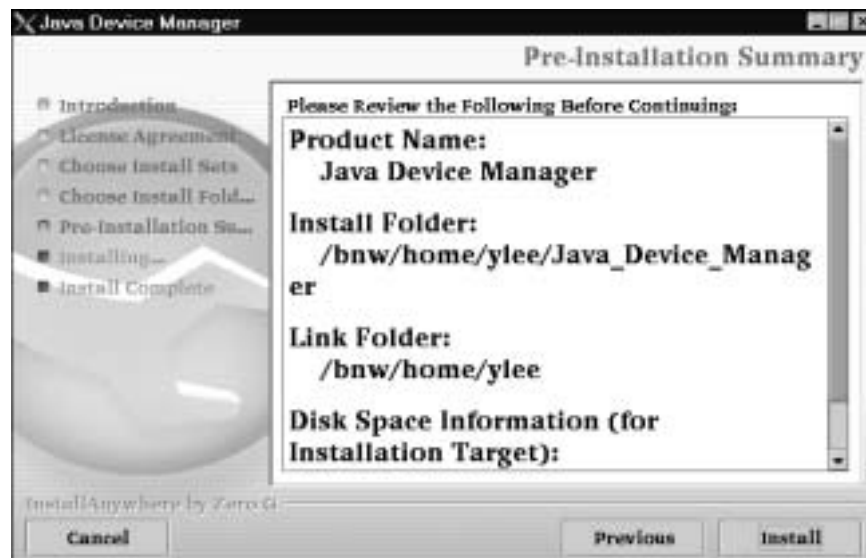 Java Device Manager
Pre-Installation Summary
Introduction
License Agreement
Choose Install Sets
Choose Install Fold...
Pre-Installation Su...
Installing...
Install Complete
Please Review the Following Before Continuing:
Product Name:
Java Device Manager
Install Folder:
/bnw/home/ylee/Java_Device_Manag
er
Link Folder:
/bnw/home/ylee
Disk Space Information (for
Installation Target):
InstallAnywhere by Zero G
Cancel
Previous
Install